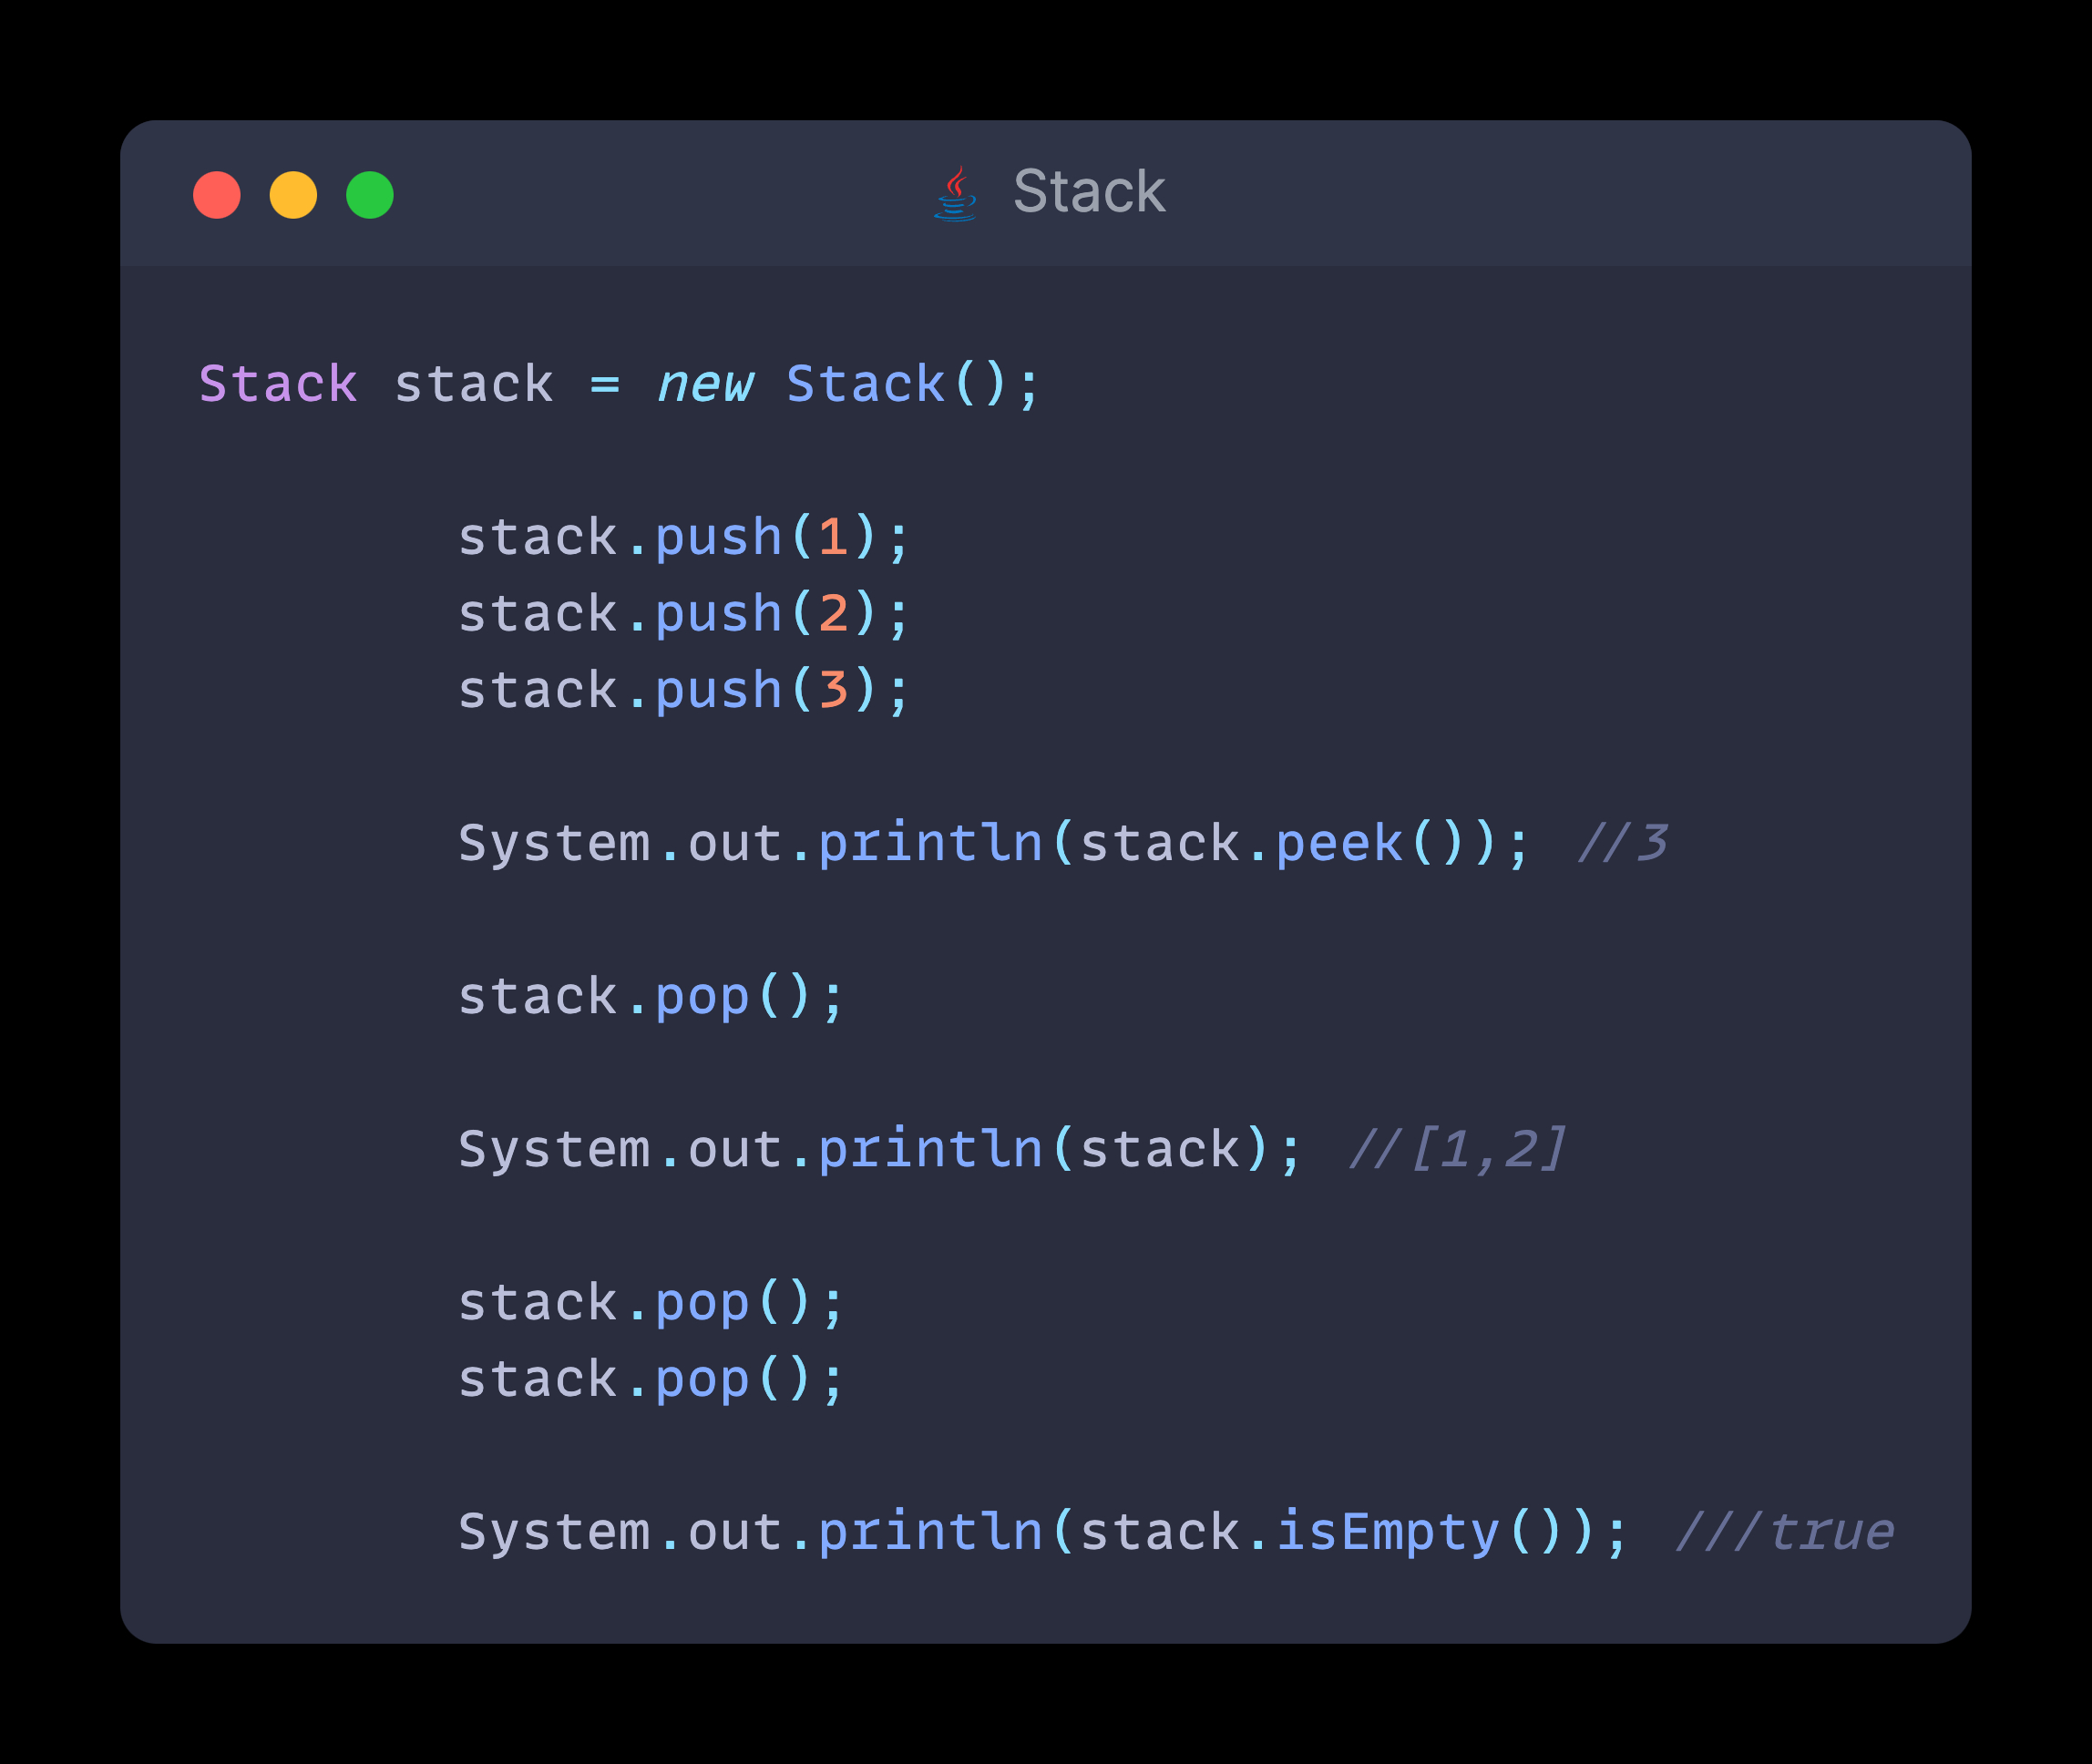 Stack
Stack stack = new Stack();
stack.push(1);
stack.push(2);
stack.push(3);
System.out.println(stack.peek()); //3
stack.pop();
System.out.println(stack); //[1,2]
stack.pop();
stack.pop();
System.out.println(stack.isEmpty()); ///true